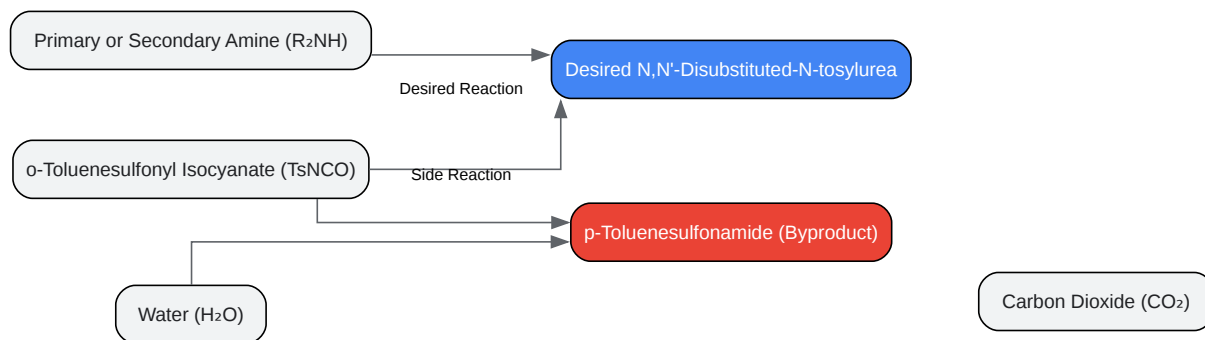 Primary or Secondary Amine (R₂NH)
Desired N,N'-Disubstituted-N-tosylurea
Desired Reaction
o-Toluenesulfonyl Isocyanate (TsNCO)
Side Reaction
p-Toluenesulfonamide (Byproduct)
Water (H₂O)
Carbon Dioxide (CO₂)